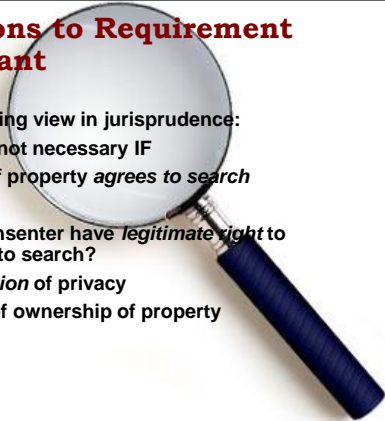 ons to Requirement
ant
ing view in jurisprudence:
not necessary IF
f property agrees to search
nsenter have legitimate right to
to search?
ion of privacy
of ownership of property